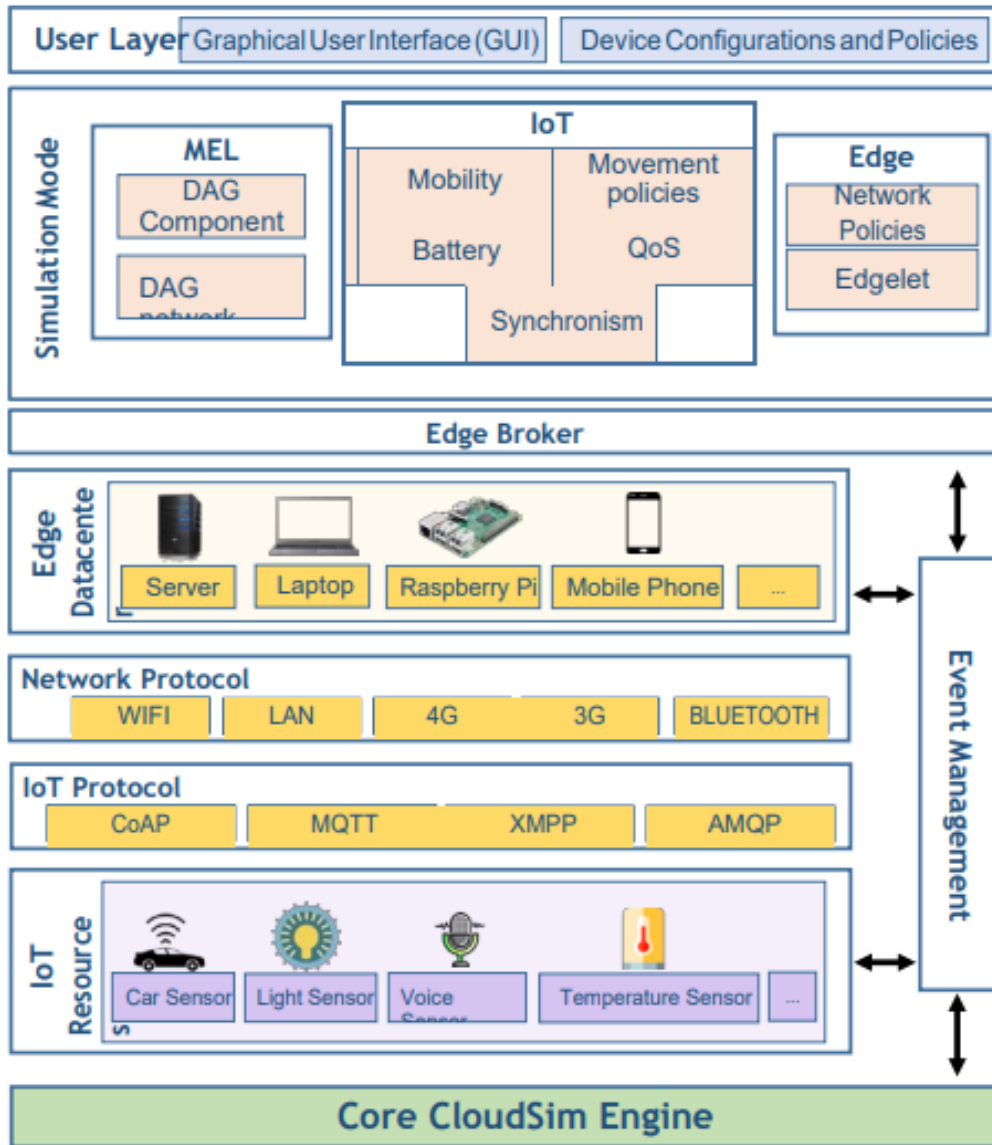 User Layer
Graphical User Interface (GUI)
Device Configurations and Policies
Simulation Mode
MEL
DAG
Component
DAG
network
IoT
Mobility
Movement
policies
Battery
QoS
Synchronism
Edge
Network
Policies
Edgelet
Edge Broker
Edge
Datacente
r
Server
Laptop
Raspberry Pi
Mobile Phone
...
Network Protocol
WIFI
LAN
4G
3G
BLUETOOTH
IoT Protocol
CoAP
MQTT
XMPP
AMQP
IoT
Resource
s
Car Sensor
Light Sensor
Voice
Sensor
Temperature Sensor
...
Event Management
Core CloudSim Engine